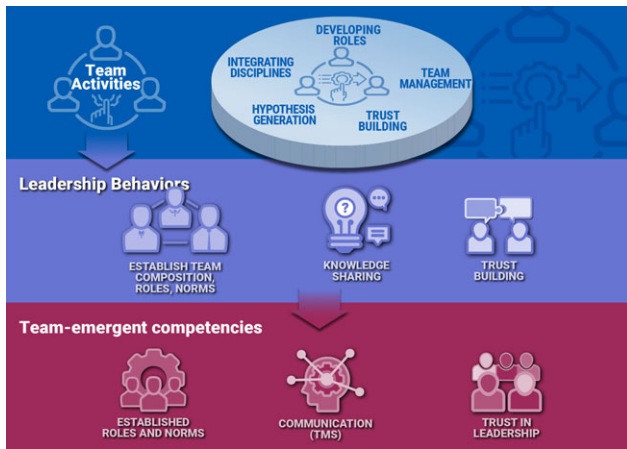 Team
Activities
DEVELOPING
ROLES
INTEGRATING
DISCIPLINES
TEAM
MANAGEMENT
HYPOTHESIS
GENERATION
TRUST
BUILDING
Leadership Behaviors
?
ESTABLISH TEAM
COMPOSITION,
ROLES, NORMS
KNOWLEDGE
SHARING
TRUST
BUILDING
Team-emergent competencies
ESTABLISHED
ROLES AND NORMS
COMMUNICATION
(TMS)
TRUST IN
LEADERSHIP